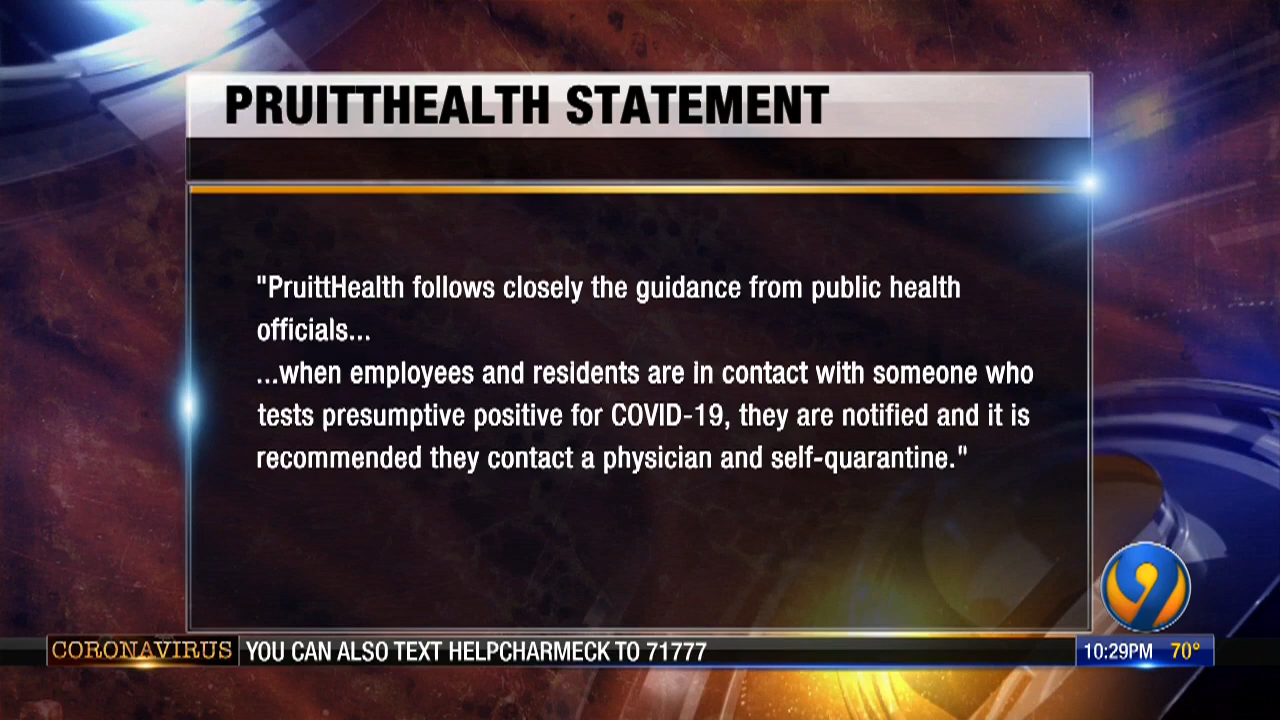 PRUITTHEALTH STATEMENT
"PruittHealth follows closely the guidance from public health
officials...
...when employees and residents are in contact with someone who
tests presumptive positive for COVID-19, they are notified and it is
recommended they contact a physician and self-quarantine."
9
CORONAVIRUS YOU CAN ALSO TEXT HELPCHARMECK TO 71777 10:29PM 70°